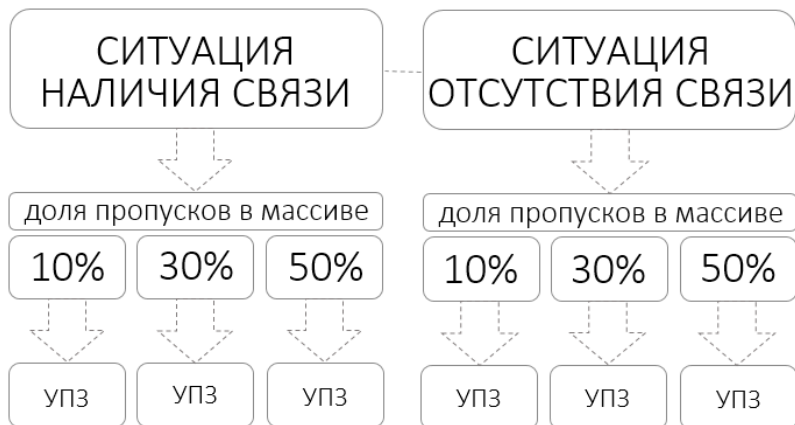 СИТУАЦИЯ
НАЛИЧИЯ СВЯЗИ
доля пропусков в массиве
10% 30% 50%
УПЗ УПЗ УПЗ
СИТУАЦИЯ
ОТСУТСТВИЯ СВЯЗИ
доля пропусков в массиве
10% 30% 50%
УПЗ УПЗ УПЗ